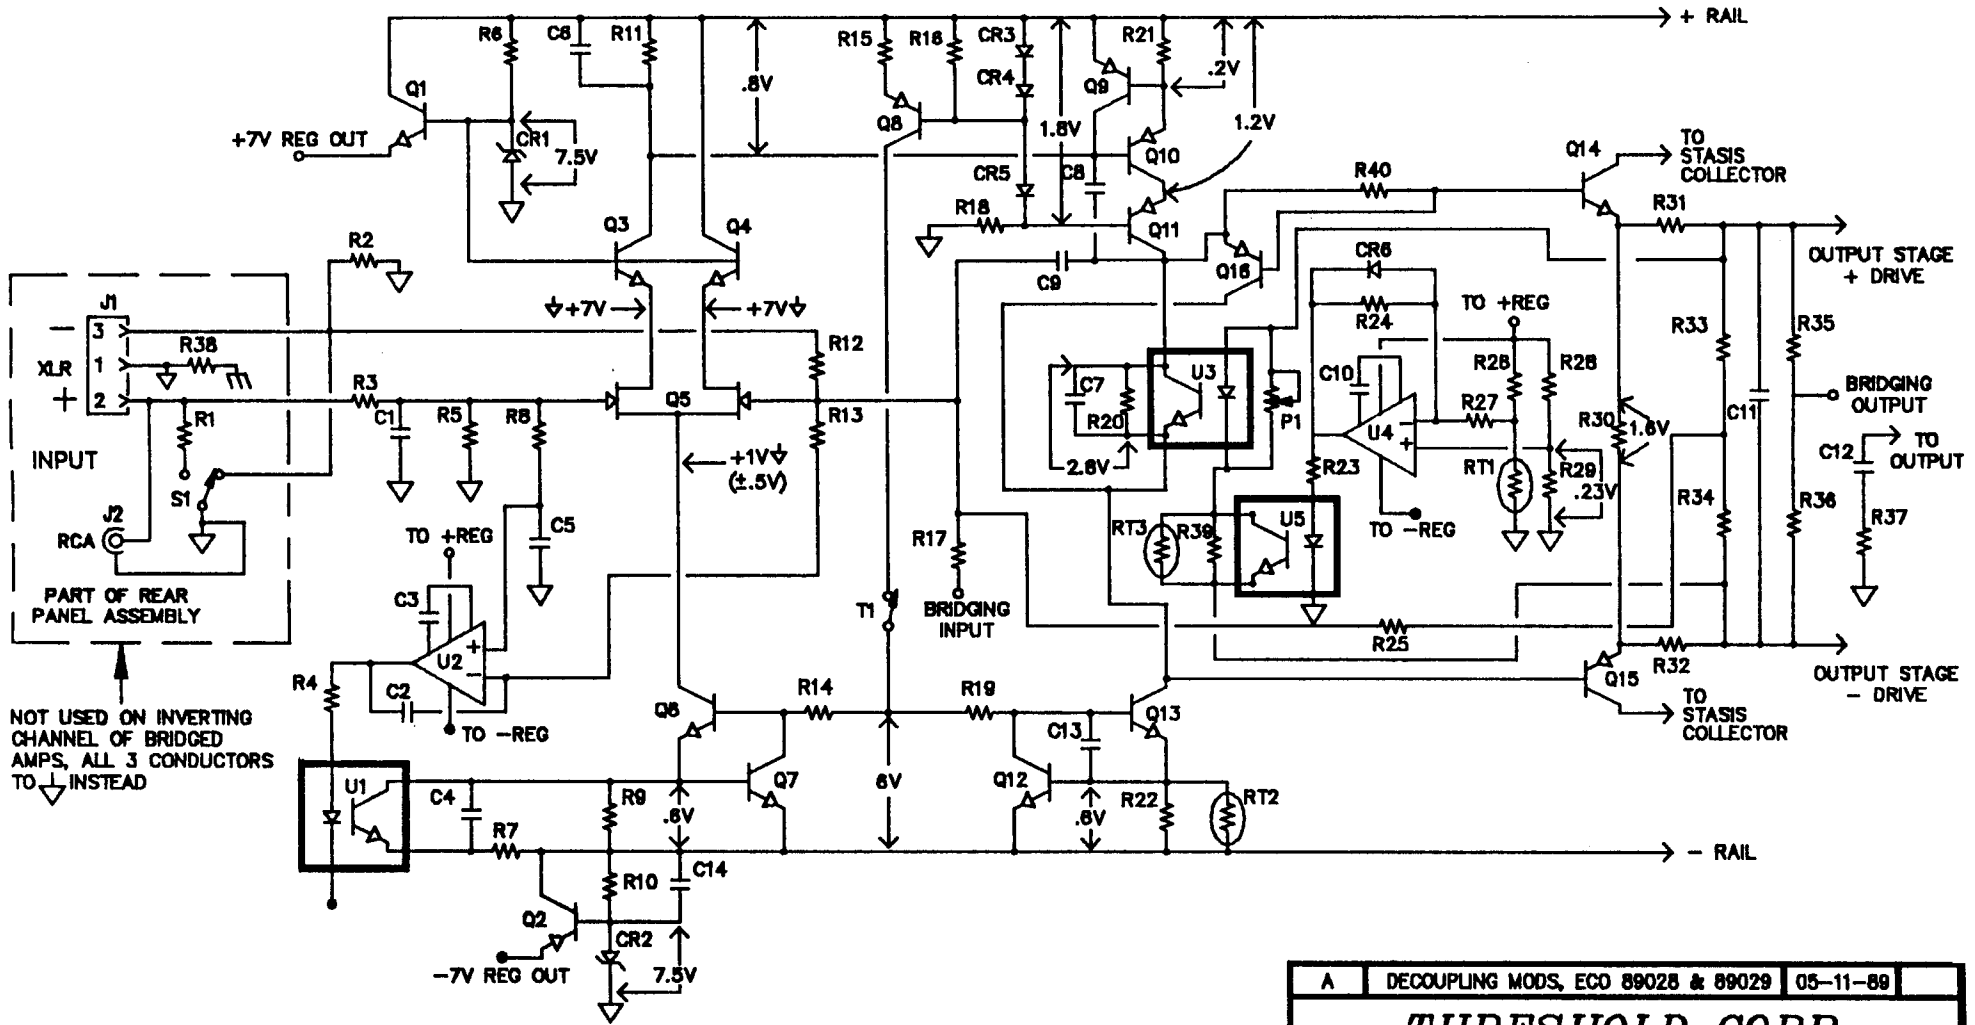 + RAIL
R6
C6
R11
R15
R16
CR3
R21
.8V
CR4
Q9
.2V
Q1
Q8
1.8V
1.2V
+7V REG OUT
CR1
7.5V
Q10
Q14
TO
STASIS
COLLECTOR
CR5
C8
R40
R18
Q11
R31
Q3
Q4
R2
OUTPUT STAGE
+ DRIVE
CR6
C9
Q16
J1
+7V
+7V
TO +REG
R24
− 3
R12
R33
R35
XLR 1
R38
C7
U3
C10
R26
R28
+ 2
R3
Q5
R20
P1
R27
BRIDGING
OUTPUT
R1
C1
R5
R8
R13
U4
− +
R30
1.6V
C11
INPUT
+1V
(±.5V)
2.8V
R23
RT1
R29
.23V
C12
TO
OUTPUT
S1
R34
R36
J2
RCA
TO +REG
C5
R17
RT3
R39
U5
TO −REG
R37
PART OF REAR
PANEL ASSEMBLY
C3
T1
BRIDGING
INPUT
R25
U2
+ −
R32
R4
C2
R14
R19
Q15
OUTPUT STAGE
− DRIVE
NOT USED ON INVERTING
CHANNEL OF BRIDGED
AMPS, ALL 3 CONDUCTORS
TO INSTEAD
TO −REG
Q6
C13
Q13
TO
STASIS
COLLECTOR
U1
C4
R9
.6V
Q7
6V
Q12
.6V
R22
RT2
R7
− RAIL
R10
C14
Q2
CR2
−7V REG OUT
7.5V
A DECOUPLING MODS, ECO 89028 & 89029 05-11-89
THRESHOLD CORP